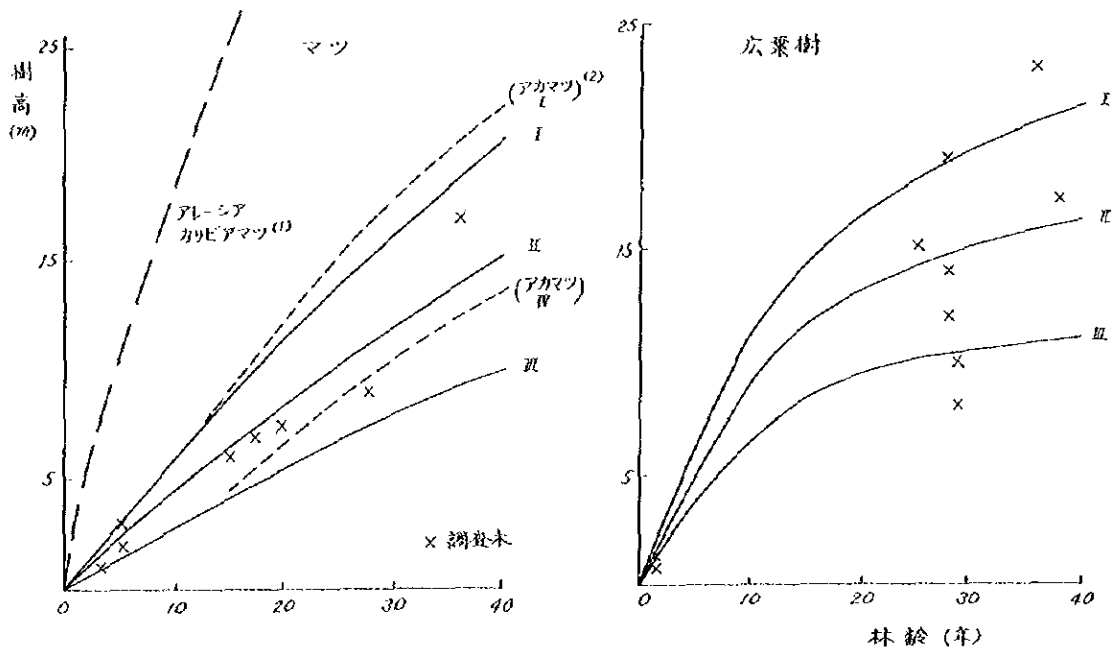 マツ
25
樹
高
(m)
15
5
(アカマツ I)(2)
I
アレーシア
カリビアマツ(1)
II
(アカマツ IV)
III
× 調査木
0 10 20 30 40
広葉樹
25
15
5
I
II
III
0 10 20 30 40
林齢 (年)